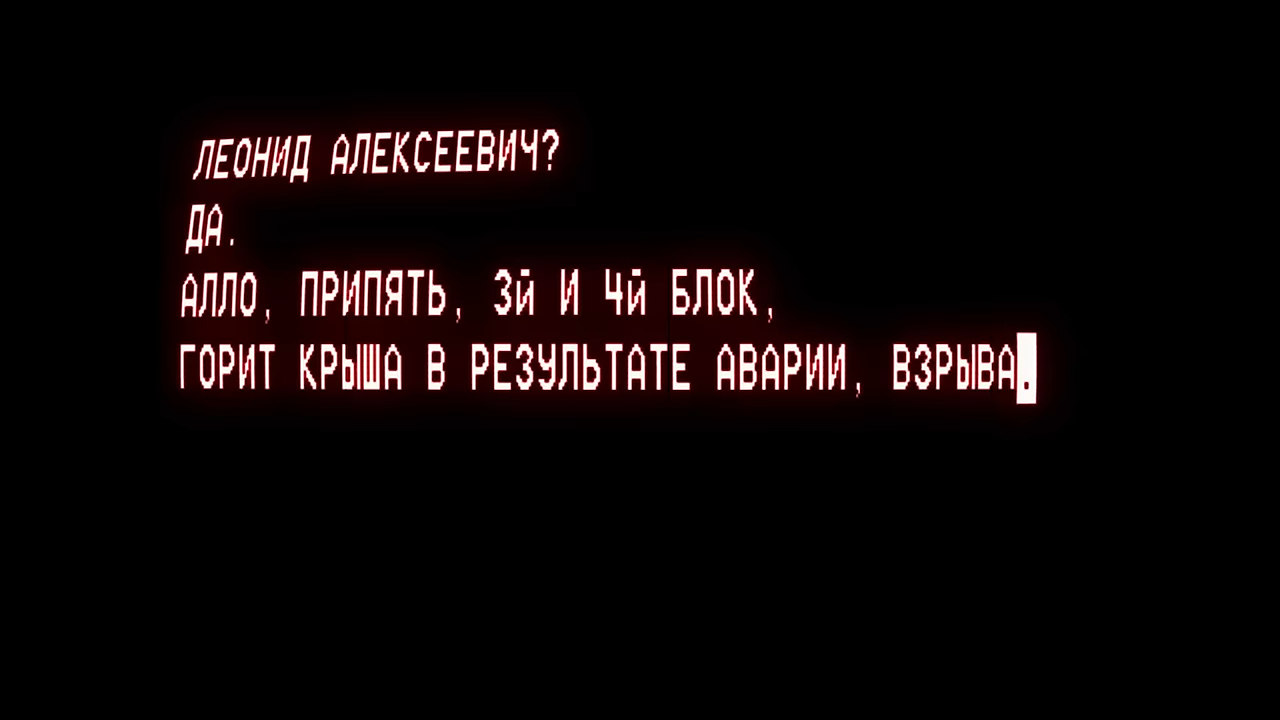 ЛЕОНИД АЛЕКСЕЕВИЧ?
ДА.
АЛЛО, ПРИПЯТЬ, 3й И 4й БЛОК,
ГОРИТ КРЫША В РЕЗУЛЬТАТЕ АВАРИИ, ВЗРЫВА.